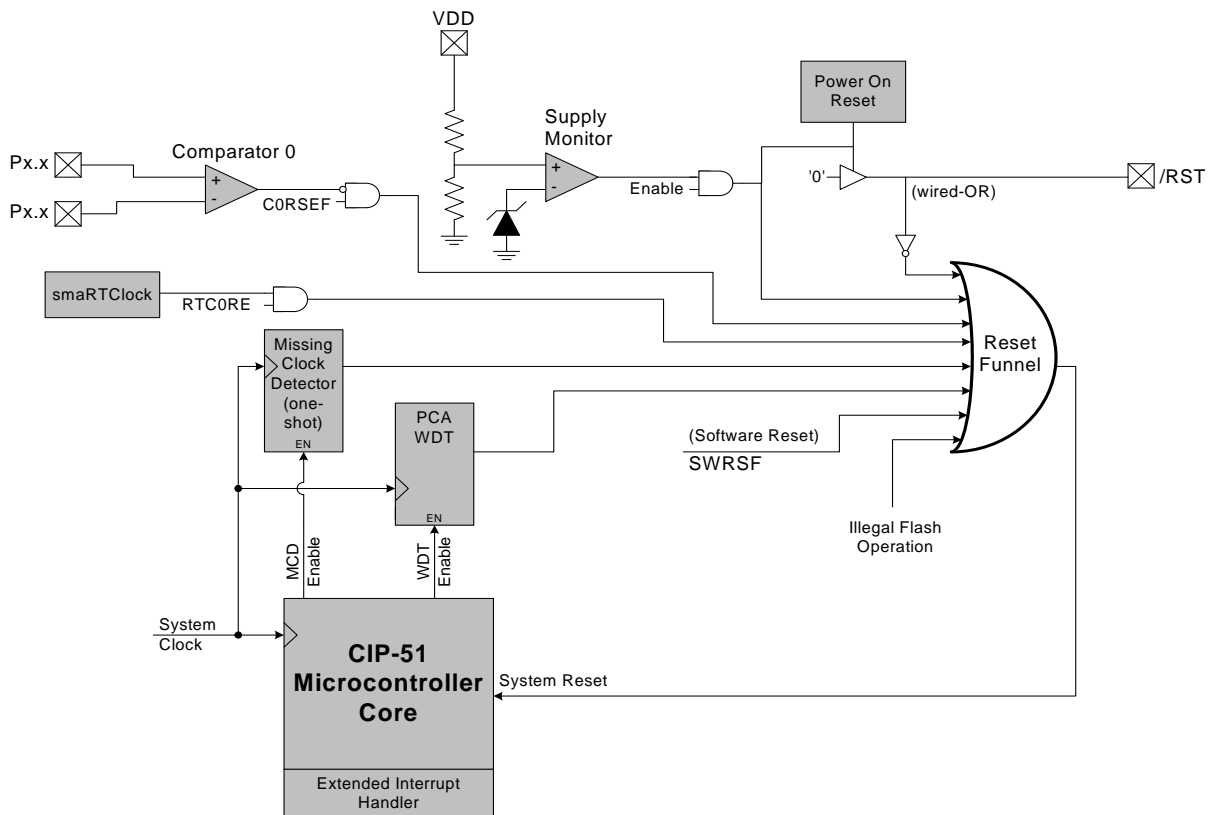 VDD
Power On
Reset
Supply
Monitor
Comparator 0
Px.x
+
-
Px.x
C0RSEF
+
-
Enable
'0'
/RST
(wired-OR)
smaRTClock
RTC0RE
Missing
Clock
Detector
(one-
shot)
EN
Reset
Funnel
PCA
WDT
EN
(Software Reset)
SWRSF
Illegal Flash
Operation
MCD
Enable
WDT
Enable
System
Clock
CIP-51
Microcontroller
Core
System Reset
Extended Interrupt
Handler